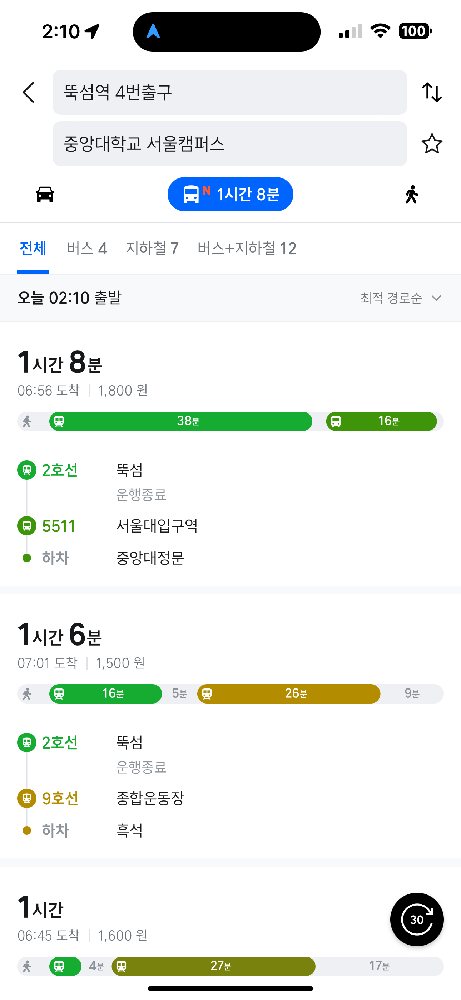 2:10
100
뚝섬역 4번출구
중앙대학교 서울캠퍼스
N 1시간 8분
전체 버스 4 지하철 7 버스+지하철 12
오늘 02:10 출발 최적 경로순
1시간 8분
06:56 도착 | 1,800 원
38분 16분
2호선 뚝섬
운행종료
5511 서울대입구역
하차 중앙대정문
1시간 6분
07:01 도착 | 1,500 원
16분 5분 26분 9분
2호선 뚝섬
운행종료
9호선 종합운동장
하차 흑석
1시간
30
06:45 도착 | 1,600 원
4분 27분 17분